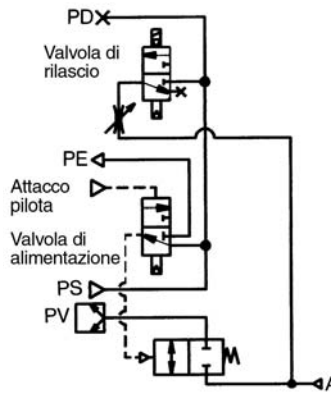 PD
Valvola di
rilascio
PE
Attacco
pilota
Valvola di
alimentazione
PS
PV
A